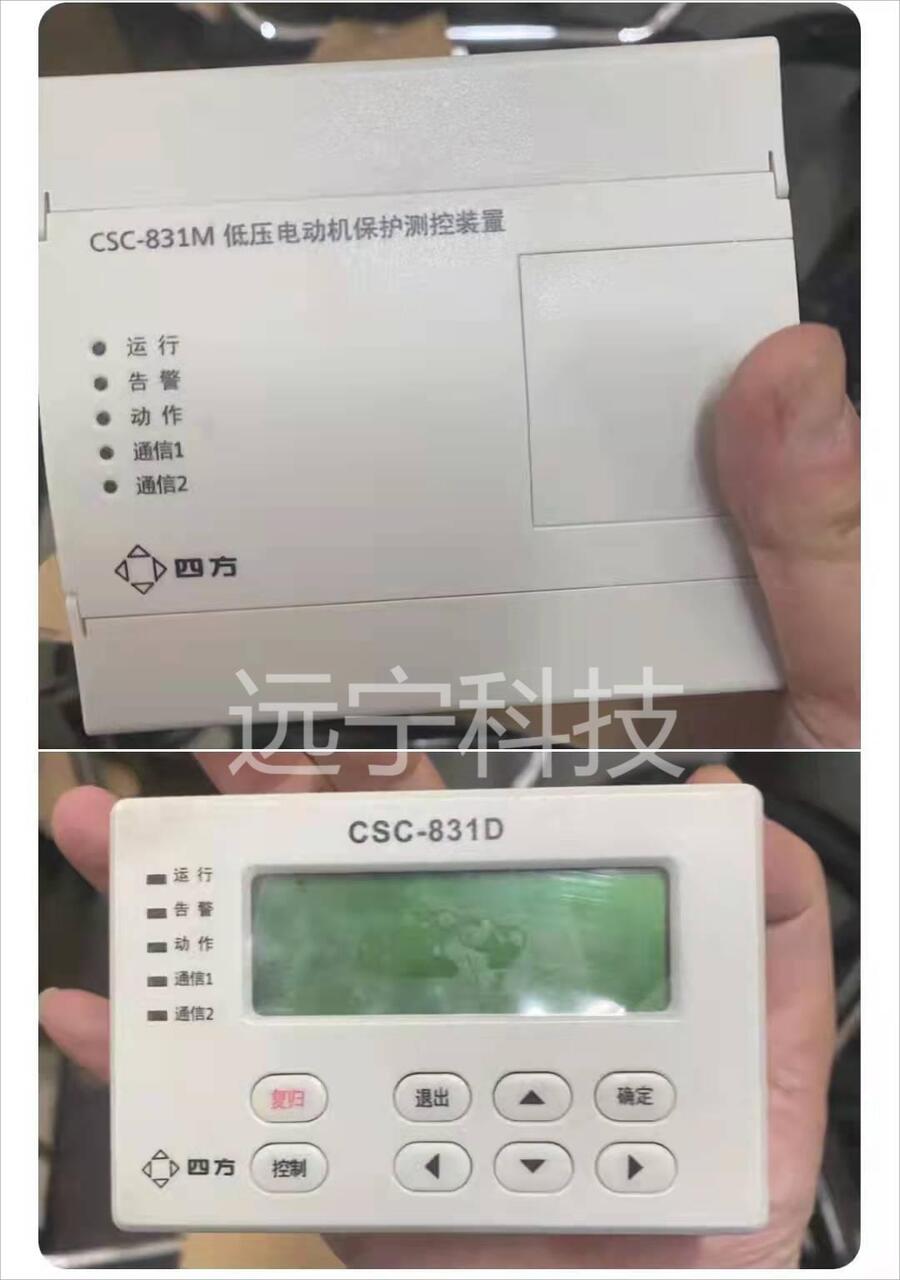 CSC-831M 低压电动机保护测控装置
运行
告警
动作
通信1
通信2
四方
远宁科技
CSC-831D
运行
告警
动作
通信1
通信2
复归
退出
▲
确定
四方
控制
◀
▼
▶